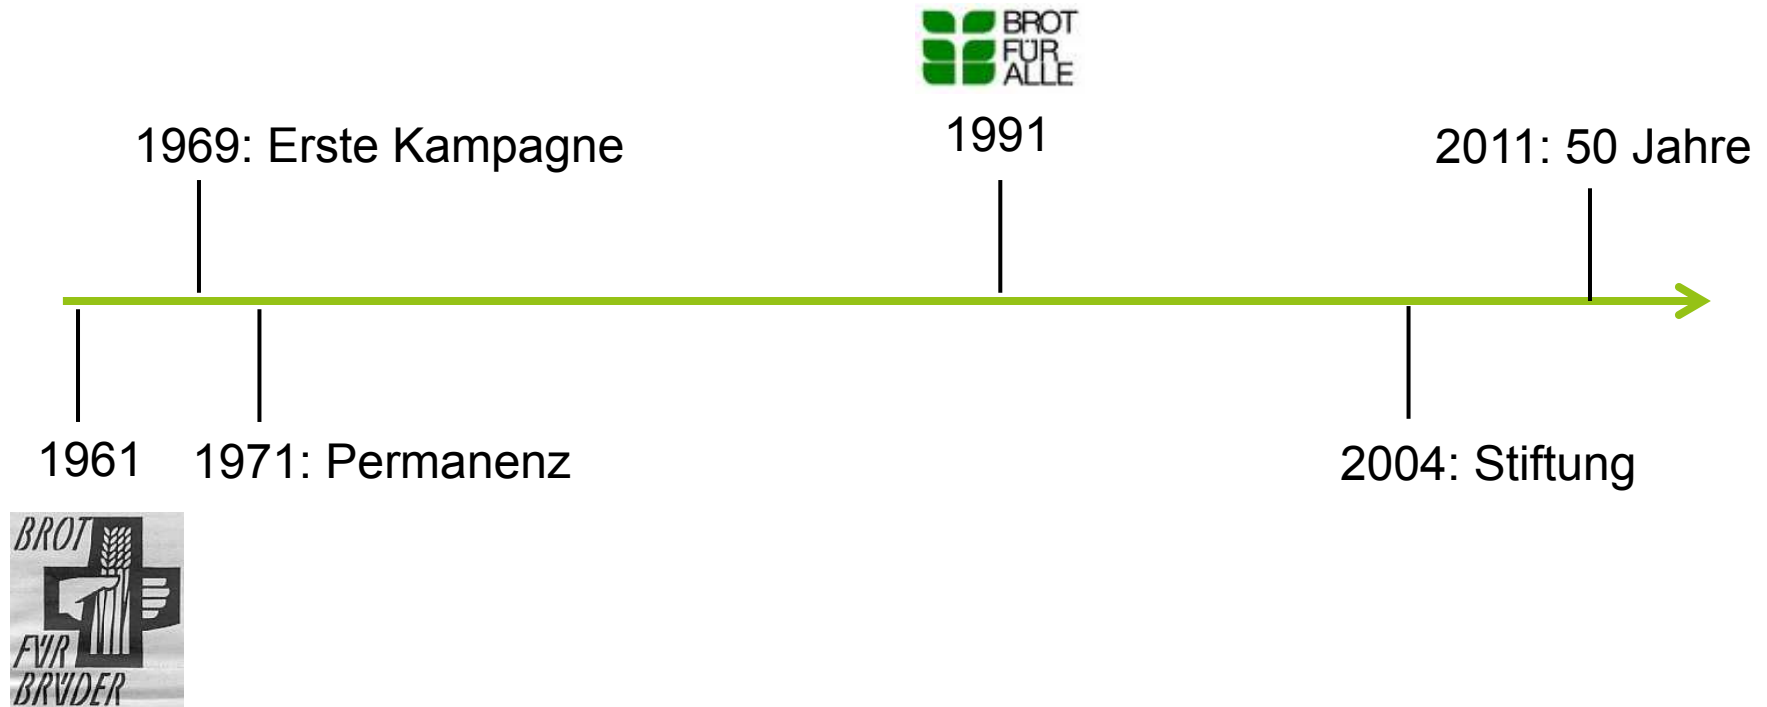 BROT
FÜR
ALLE
1969: Erste Kampagne
1991
2011: 50 Jahre
1961
1971: Permanenz
2004: Stiftung
BROT
FÜR
BRÜDER